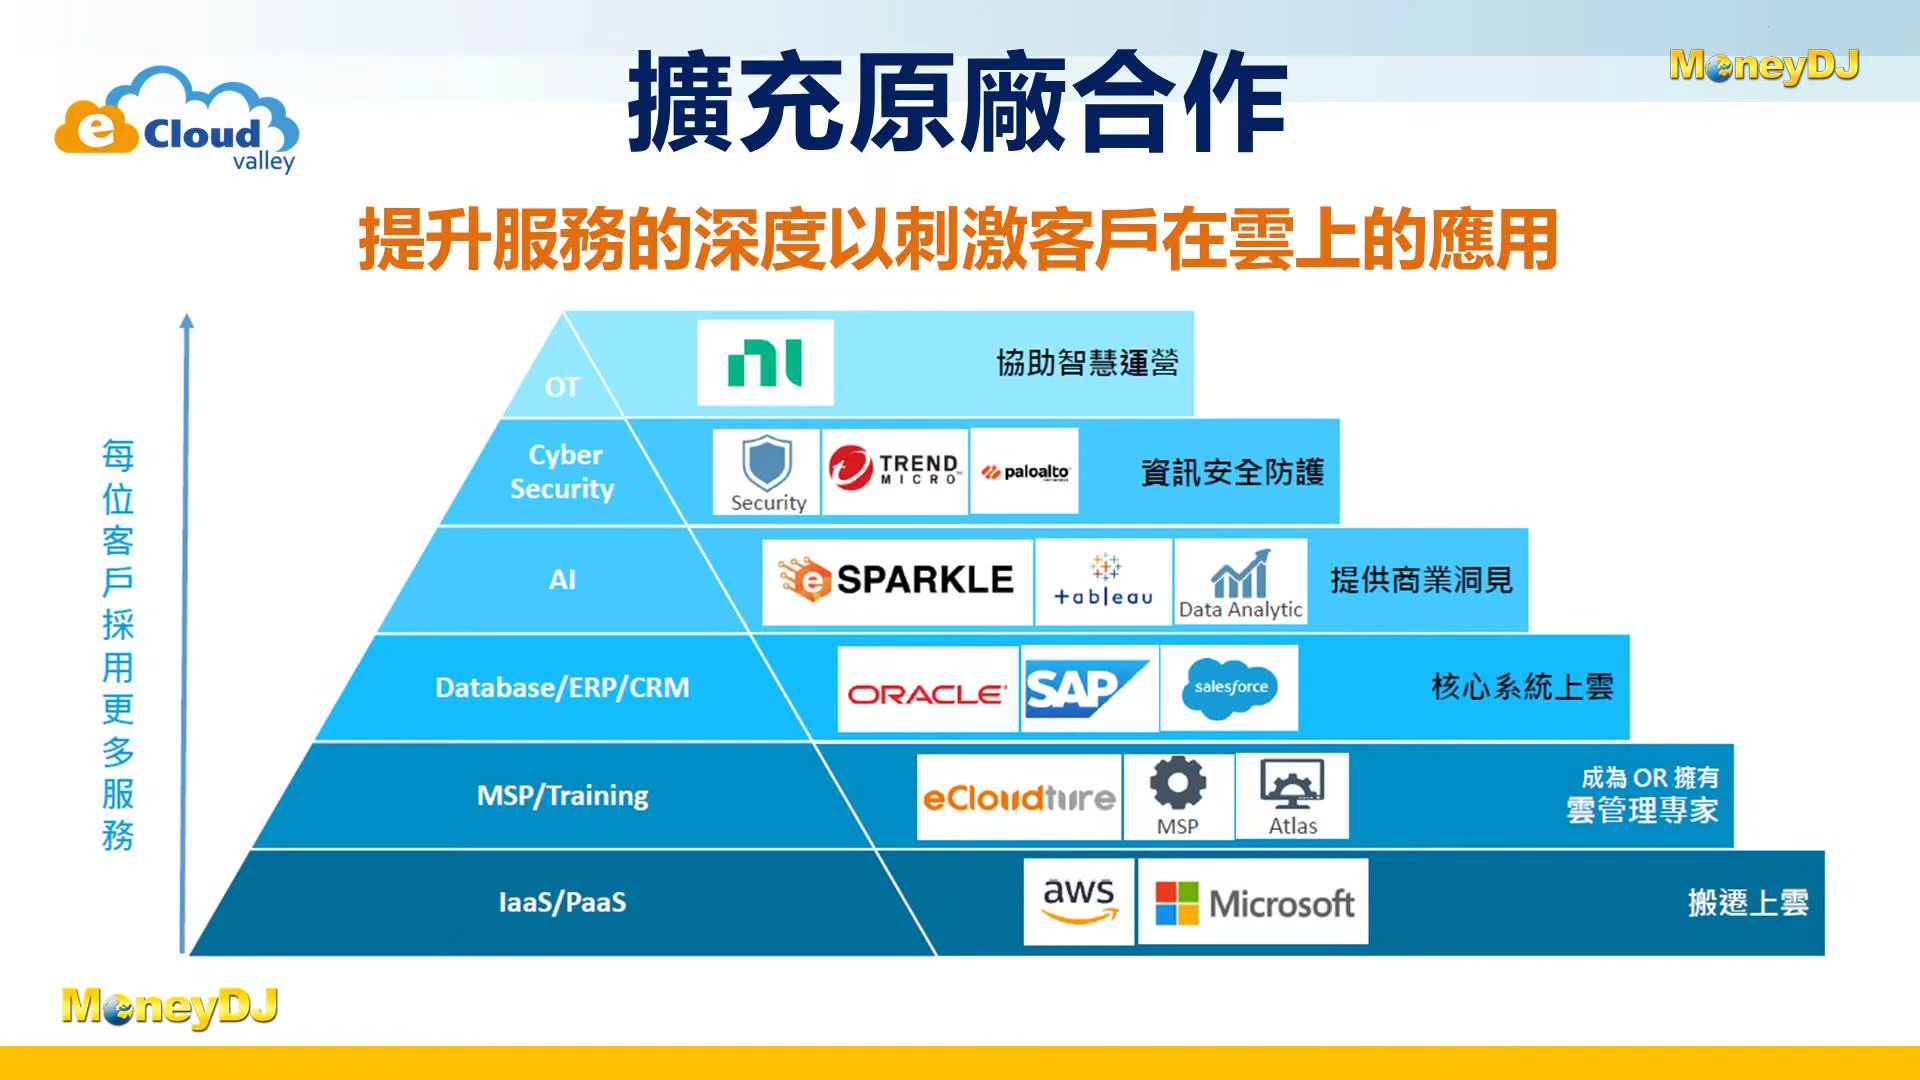 e Cloud valley
MoneyDJ
擴充原廠合作
提升服務的深度以刺激客戶在雲上的應用
每位客戶採用更多服務
OT
ni
協助智慧運營
Cyber
Security
Security
TREND
MICRO
paloalto
資訊安全防護
AI
e SPARKLE
+ableau
Data Analytic
提供商業洞見
Database/ERP/CRM
ORACLE
SAP
salesforce
核心系統上雲
MSP/Training
eCloudture
MSP
Atlas
成為 OR 擁有
雲管理專家
IaaS/PaaS
aws
Microsoft
搬遷上雲
MoneyDJ